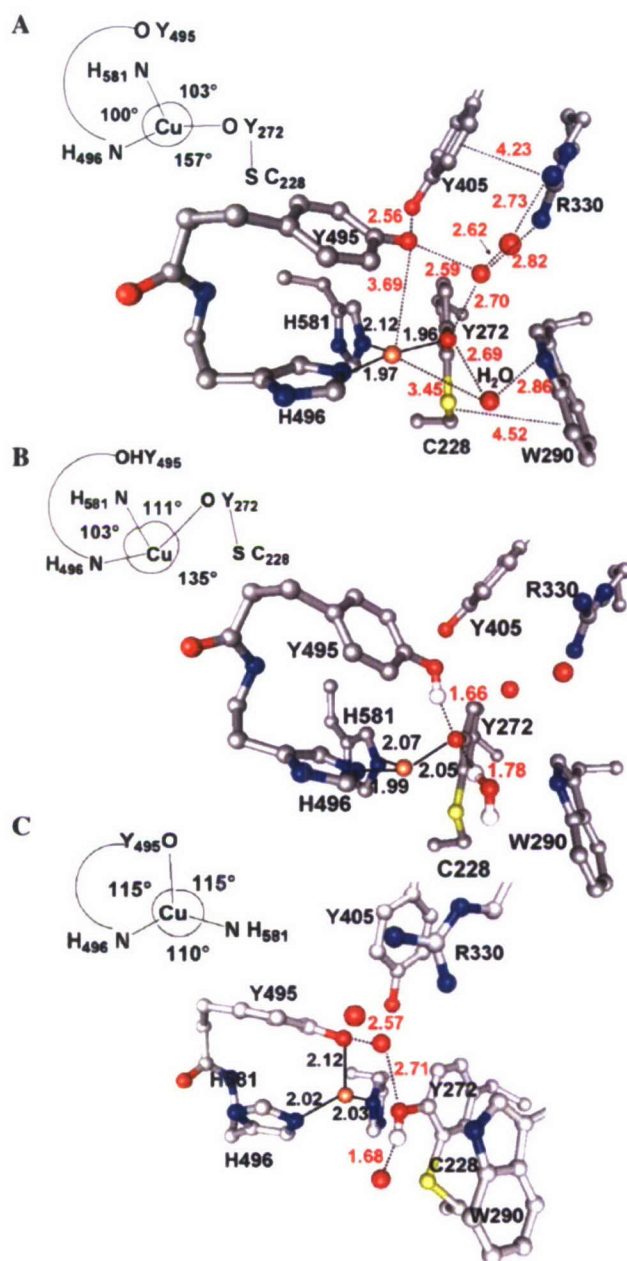 A
O Y₄₉₅
H₅₈₁ N
103°
100°
Cu
O Y₂₇₂
H₄₉₆ N
157°
S C₂₂₈
4.23
Y405
2.73
R330
2.56
2.62
Y495
2.82
2.59
3.69
2.70
H581
2.12
1.96
Y272
2.69
H₂O
1.97
3.45
2.86
H496
C228
4.52
W290
B
OHY₄₉₅
H₅₈₁ N
111°
O Y₂₇₂
103°
Cu
H₄₉₆ N
135°
S C₂₂₈
R330
Y405
Y495
1.66
H581
Y272
2.07
2.05
1.78
H496
1.99
W290
C228
C
Y₄₉₅O
115°
115°
Cu
H₄₉₆ N
N H₅₈₁
110°
Y405
R330
Y495
2.57
2.12
2.71
H581
Y272
2.02
2.03
H496
1.68
C228
W290